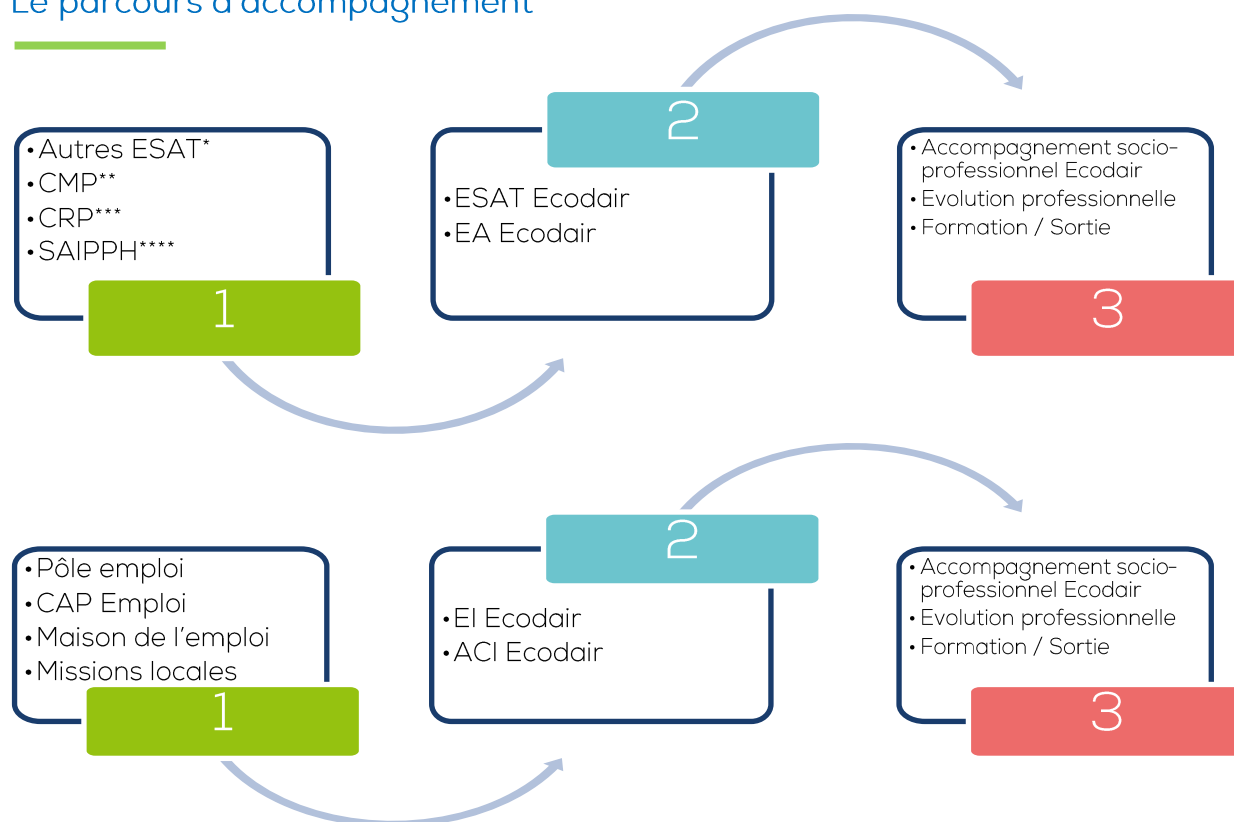 Le parcours d'accompagnement
• Autres ESAT*
• CMP**
• CRP***
• SAIPPH****
1
2
• ESAT Ecodair
• EA Ecodair
• Accompagnement socio-
professionnel Ecodair
• Evolution professionnelle
• Formation / Sortie
3
• Pôle emploi
• CAP Emploi
• Maison de l'emploi
• Missions locales
1
2
• EI Ecodair
• ACI Ecodair
• Accompagnement socio-
professionnel Ecodair
• Evolution professionnelle
• Formation / Sortie
3